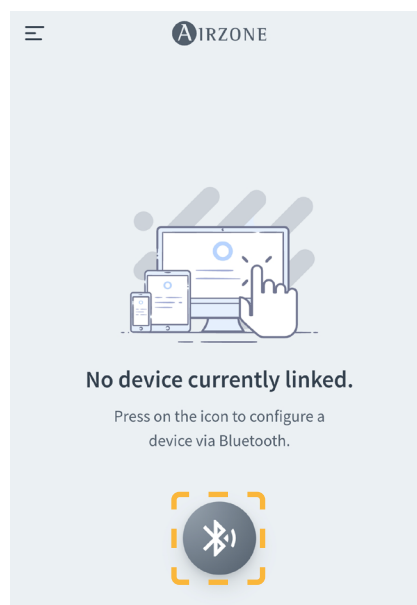 AIRZONE
No device currently linked.
Press on the icon to configure a
device via Bluetooth.